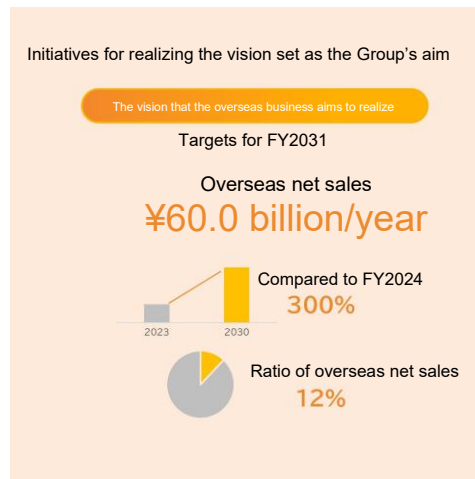 Initiatives for realizing the vision set as the Group's aim
The vision that the overseas business aims to realize
Targets for FY2031
Overseas net sales
¥60.0 billion/year
Compared to FY2024
300%
2023
2030
Ratio of overseas net sales
12%